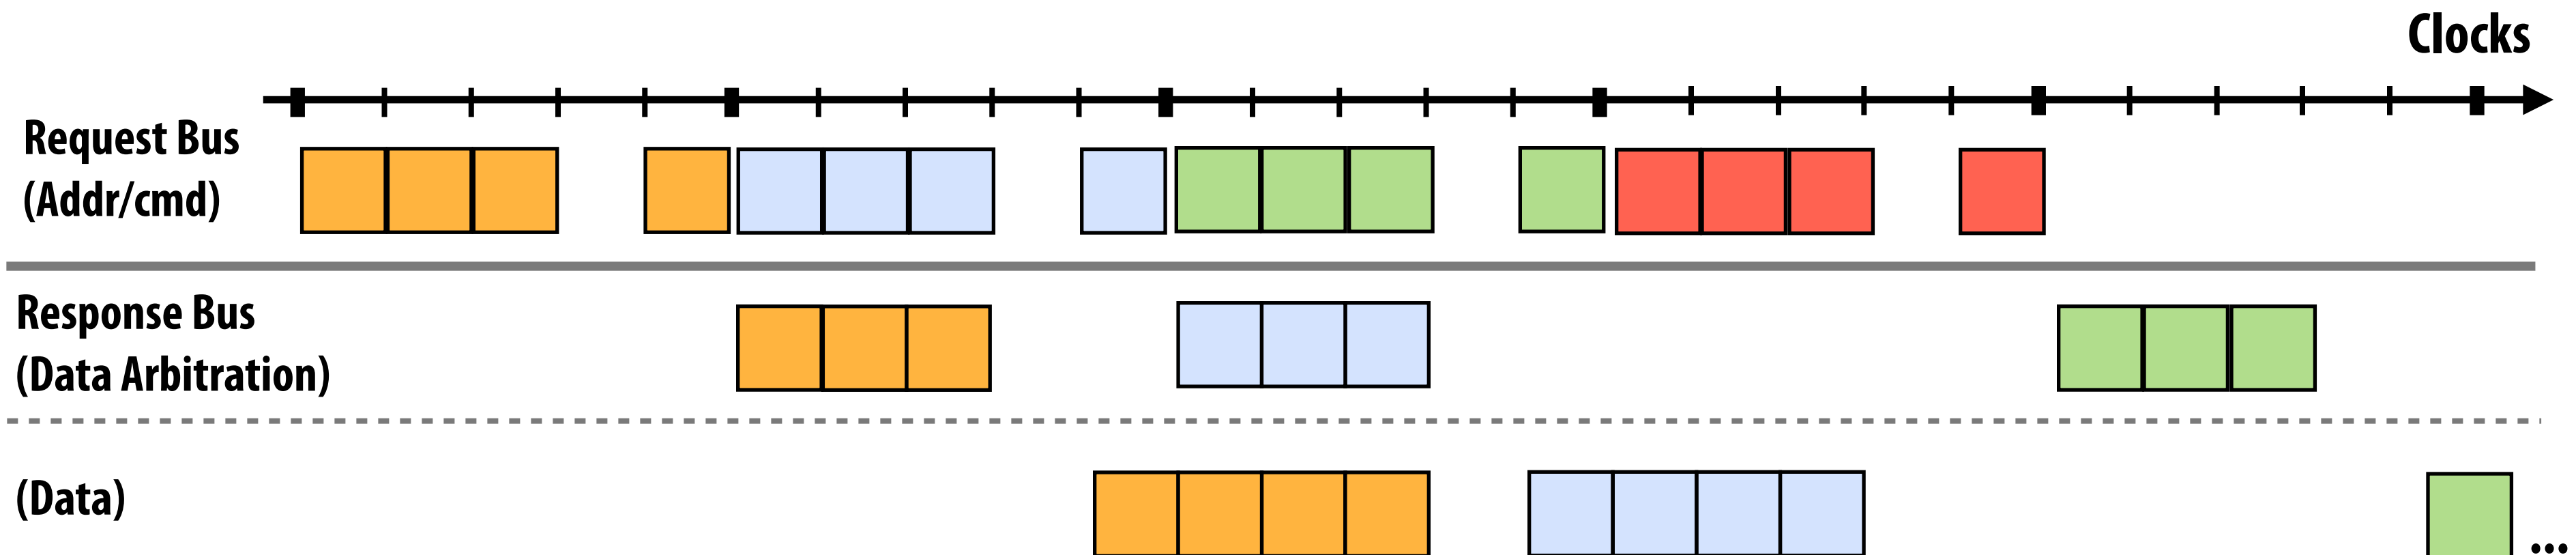 Clocks
Request Bus
(Addr/cmd)
Response Bus
(Data Arbitration)
(Data)
...